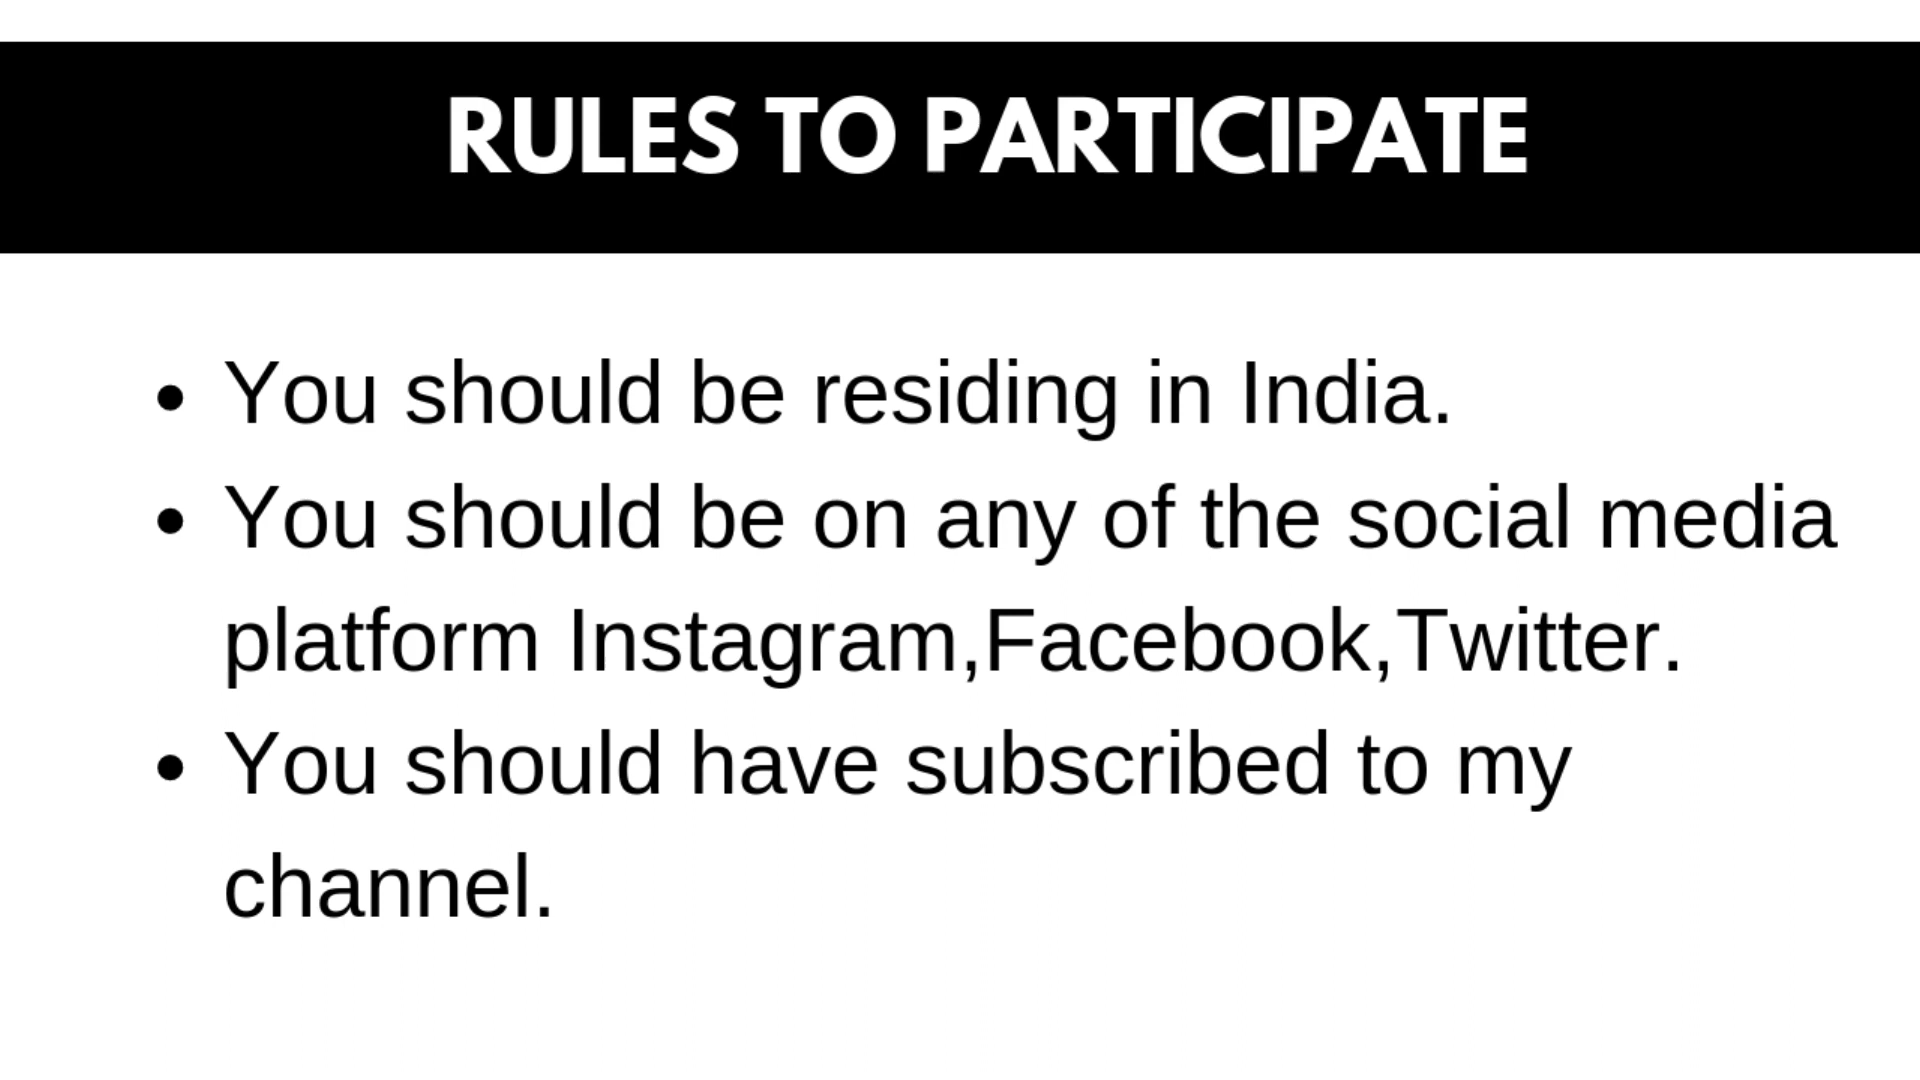 RULES TO PARTICIPATE
• You should be residing in India.
• You should be on any of the social media
platform Instagram,Facebook,Twitter.
• You should have subscribed to my
channel.